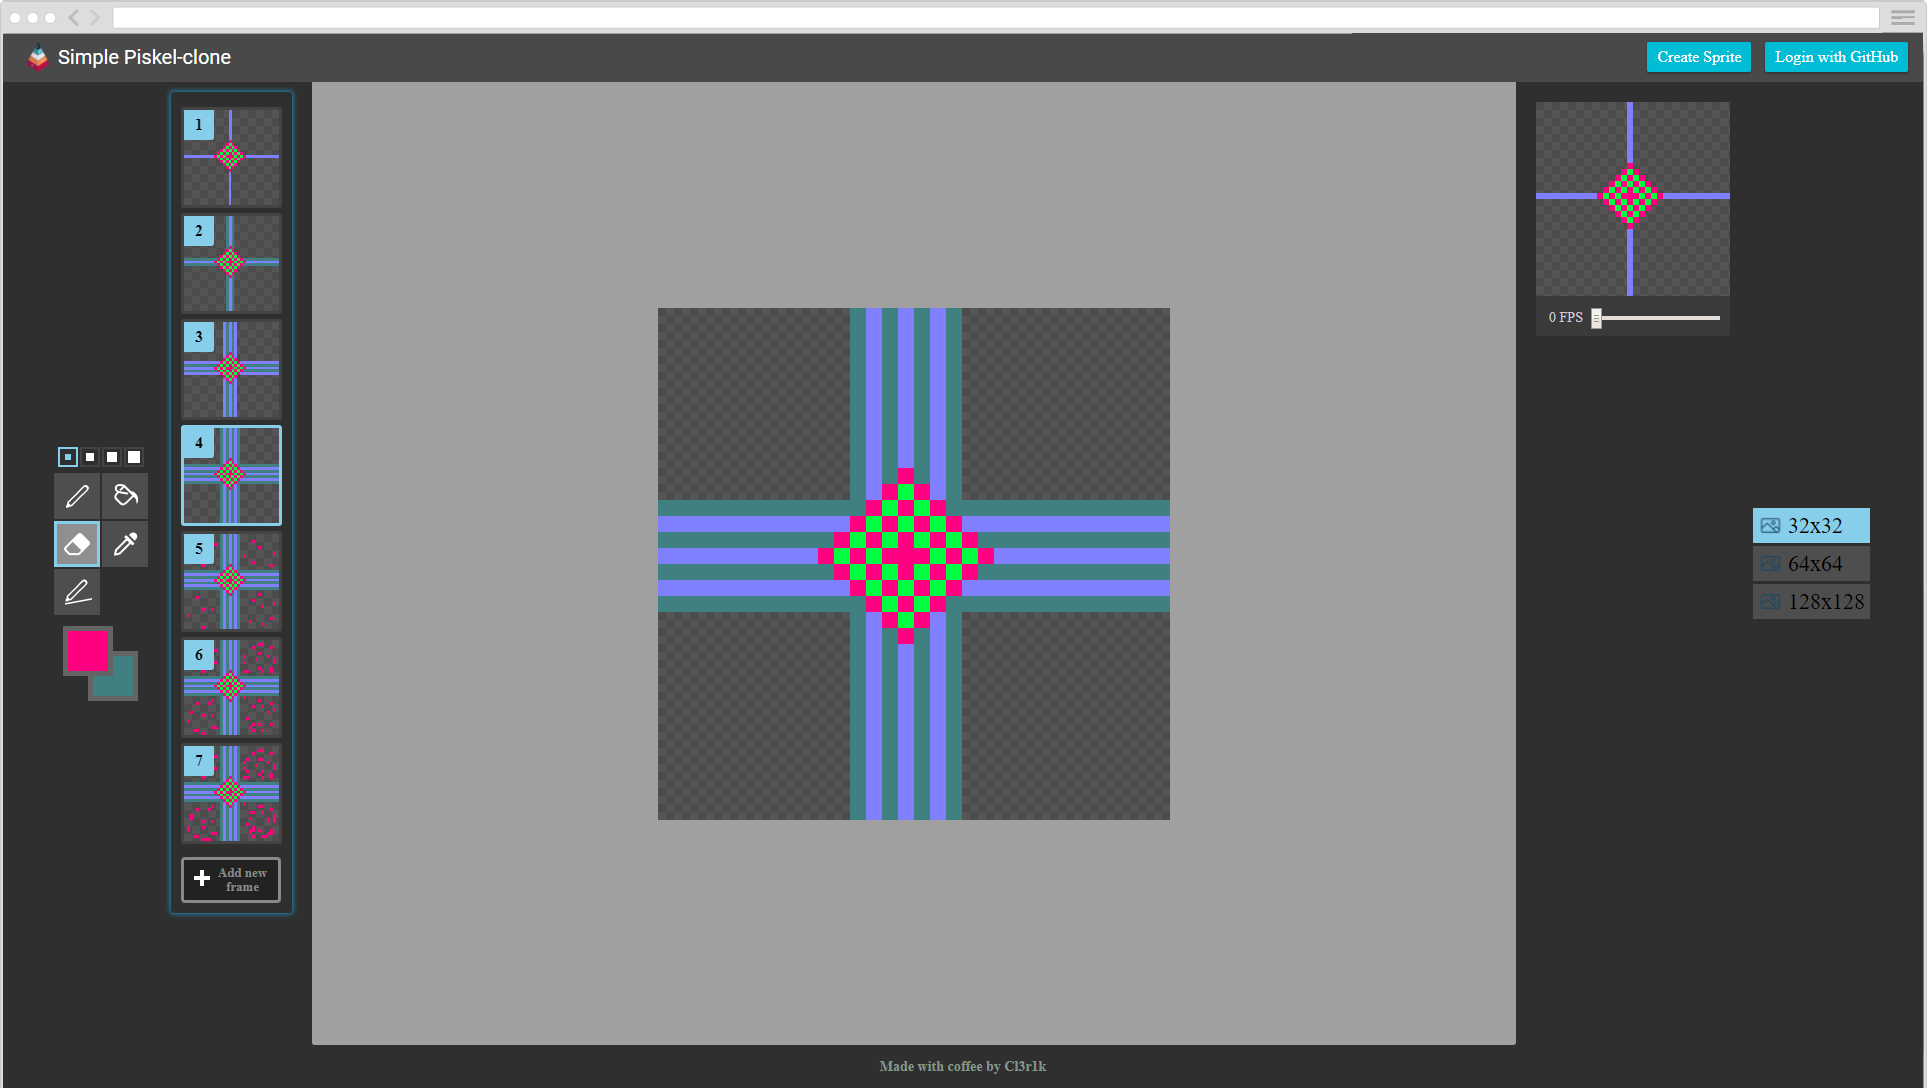 Simple Piskel-clone
Create Sprite
Login with GitHub
1
2
3
4
5
6
7
Add new
frame
0 FPS
32x32
64x64
128x128
Made with coffee by Cl3r1k